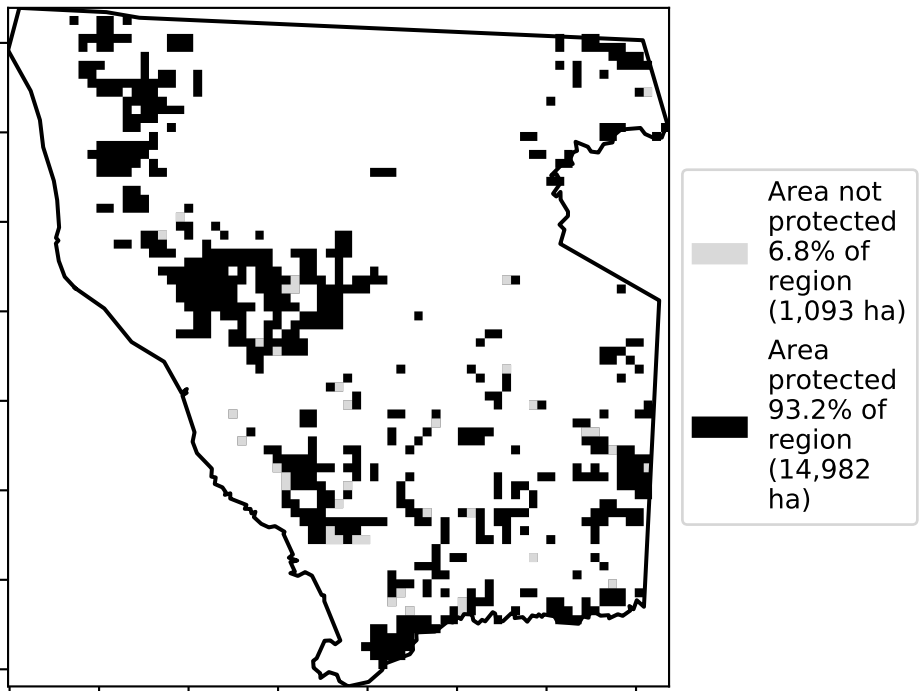 Area not
protected
6.8% of
region
(1,093 ha)
Area
protected
93.2% of
region
(14,982
ha)